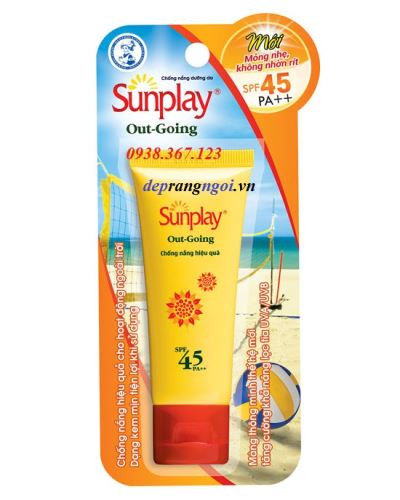 Chống nắng dưỡng da
Sunplay®
Out-Going
Mới
Mỏng nhẹ,
không nhờn rít
SPF 45
PA++
0938.367.123
deprangngoi.vn
Sunplay®
Out-Going
Chống nắng hiệu quả
SPF
45
PA++
Chống nắng hiệu quả cho hoạt động ngoài trời
Dạng kem mịn tiện lợi khi sử dụng
Màng thông minh thế hệ mới,
tăng cường khả năng lọc tia UVA/UVB